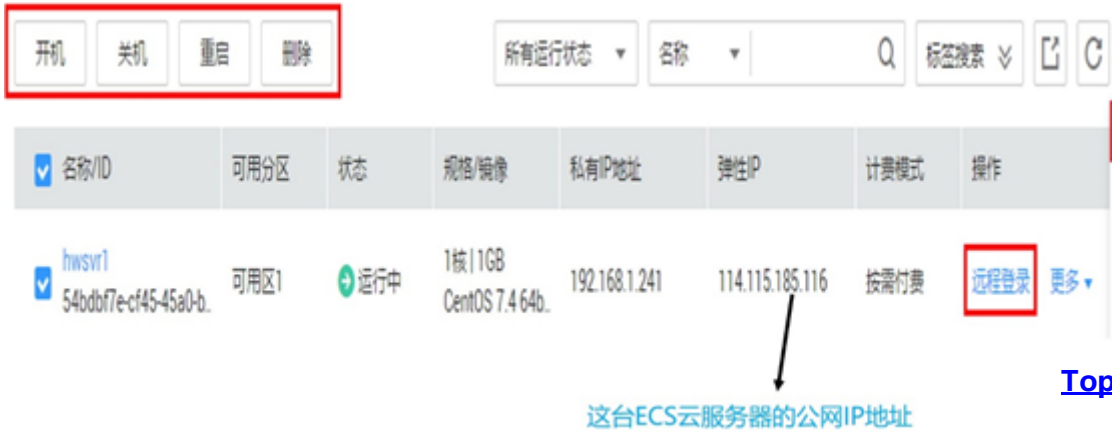 开机 关机 重启 删除 所有运行状态 名称 标签搜索
名称/ID 可用分区 状态 规格/镜像 私有IP地址 弹性IP 计费模式 操作
hwsvr1
54bdbf7e-cf45-45a0-b...
可用区1 运行中
1核 | 1GB
CentOS 7.4 64b...
192.168.1.241 114.115.185.116 按需付费 远程登录 更多
Top
这台ECS云服务器的公网IP地址